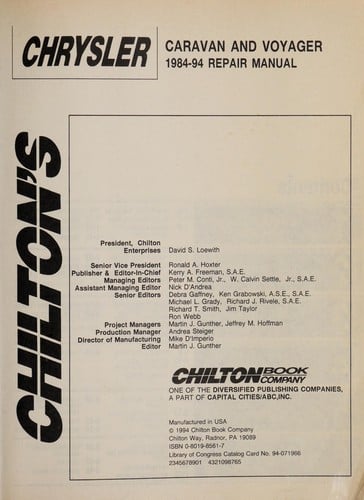 CHRYSLER
CARAVAN AND VOYAGER
1984-94 REPAIR MANUAL
CHILTON'S
President, Chilton
Enterprises David S. Loewith
Senior Vice President Ronald A. Hoxter
Publisher & Editor-In-Chief Kerry A. Freeman, S.A.E.
Managing Editors Peter M. Conti, Jr., W. Calvin Settle, Jr., S.A.E.
Assistant Managing Editor Nick D'Andrea
Senior Editors Debra Gaffney, Ken Grabowski, A.S.E., S.A.E.
Michael L. Grady, Richard J. Rivele, S.A.E.
Richard T. Smith, Jim Taylor
Ron Webb
Project Managers Martin J. Gunther, Jeffrey M. Hoffman
Production Manager Andrea Steiger
Director of Manufacturing Mike D'Imperio
Editor Martin J. Gunther
CHILTON BOOK
COMPANY
ONE OF THE DIVERSIFIED PUBLISHING COMPANIES,
A PART OF CAPITAL CITIES/ABC, INC.
Manufactured in USA
© 1994 Chilton Book Company
Chilton Way, Radnor, PA 19089
ISBN 0-8019-8561-7
Library of Congress Catalog Card No. 94-071966
2345678901 4321098765